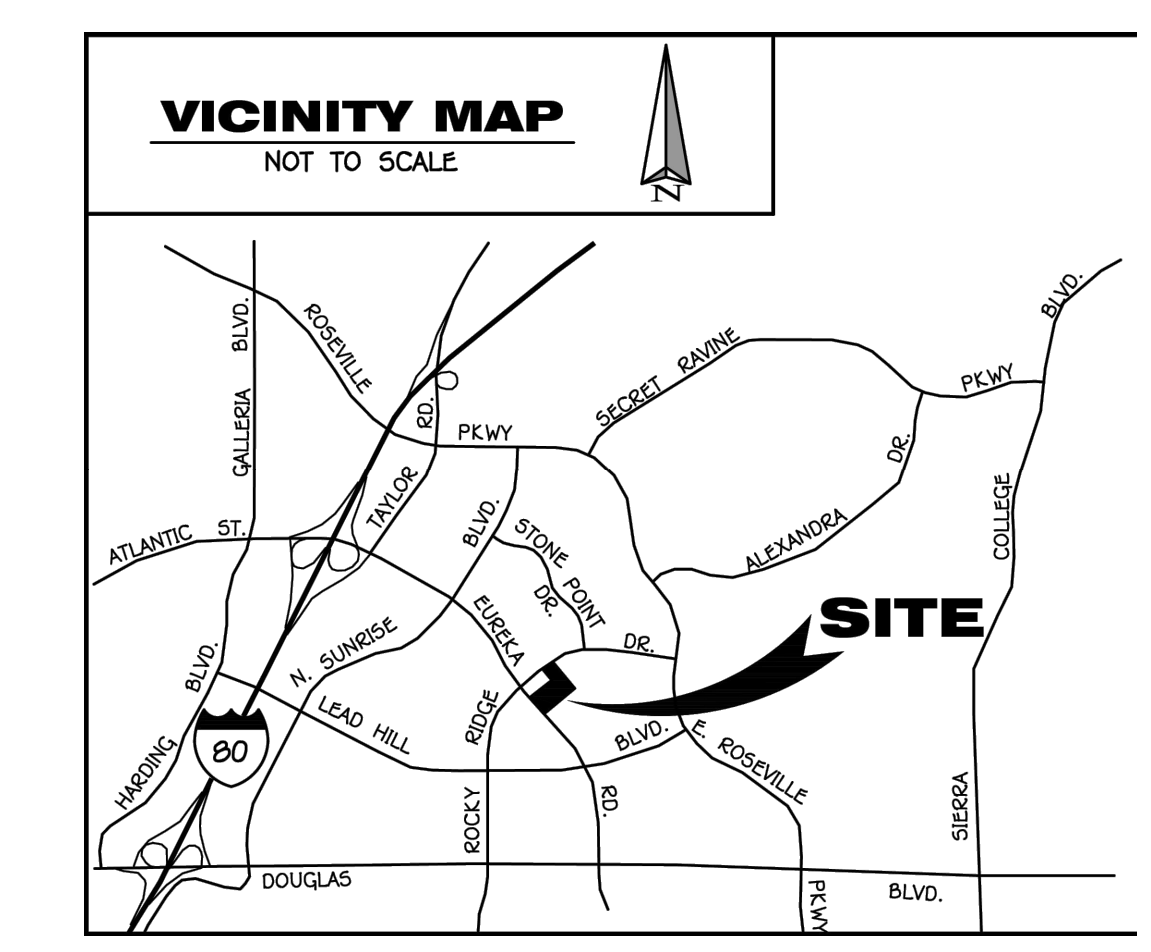 VICINITY MAP
NOT TO SCALE
N
BLVD.
ROSEVILLE
BLVD.
SECRET RAVINE
PKWY
GALLERIA
RD.
PKWY
DR.
TAYLOR
BLVD.
COLLEGE
ATLANTIC ST.
STONE POINT
ALEXANDRA
DR.
EUREKA
SITE
N. SUNRISE
DR.
BLVD.
RIDGE
LEAD HILL
BLVD.
E. ROSEVILLE
80
HARDING
ROCKY
RD.
SIERRA
DOUGLAS
BLVD.
PKWY